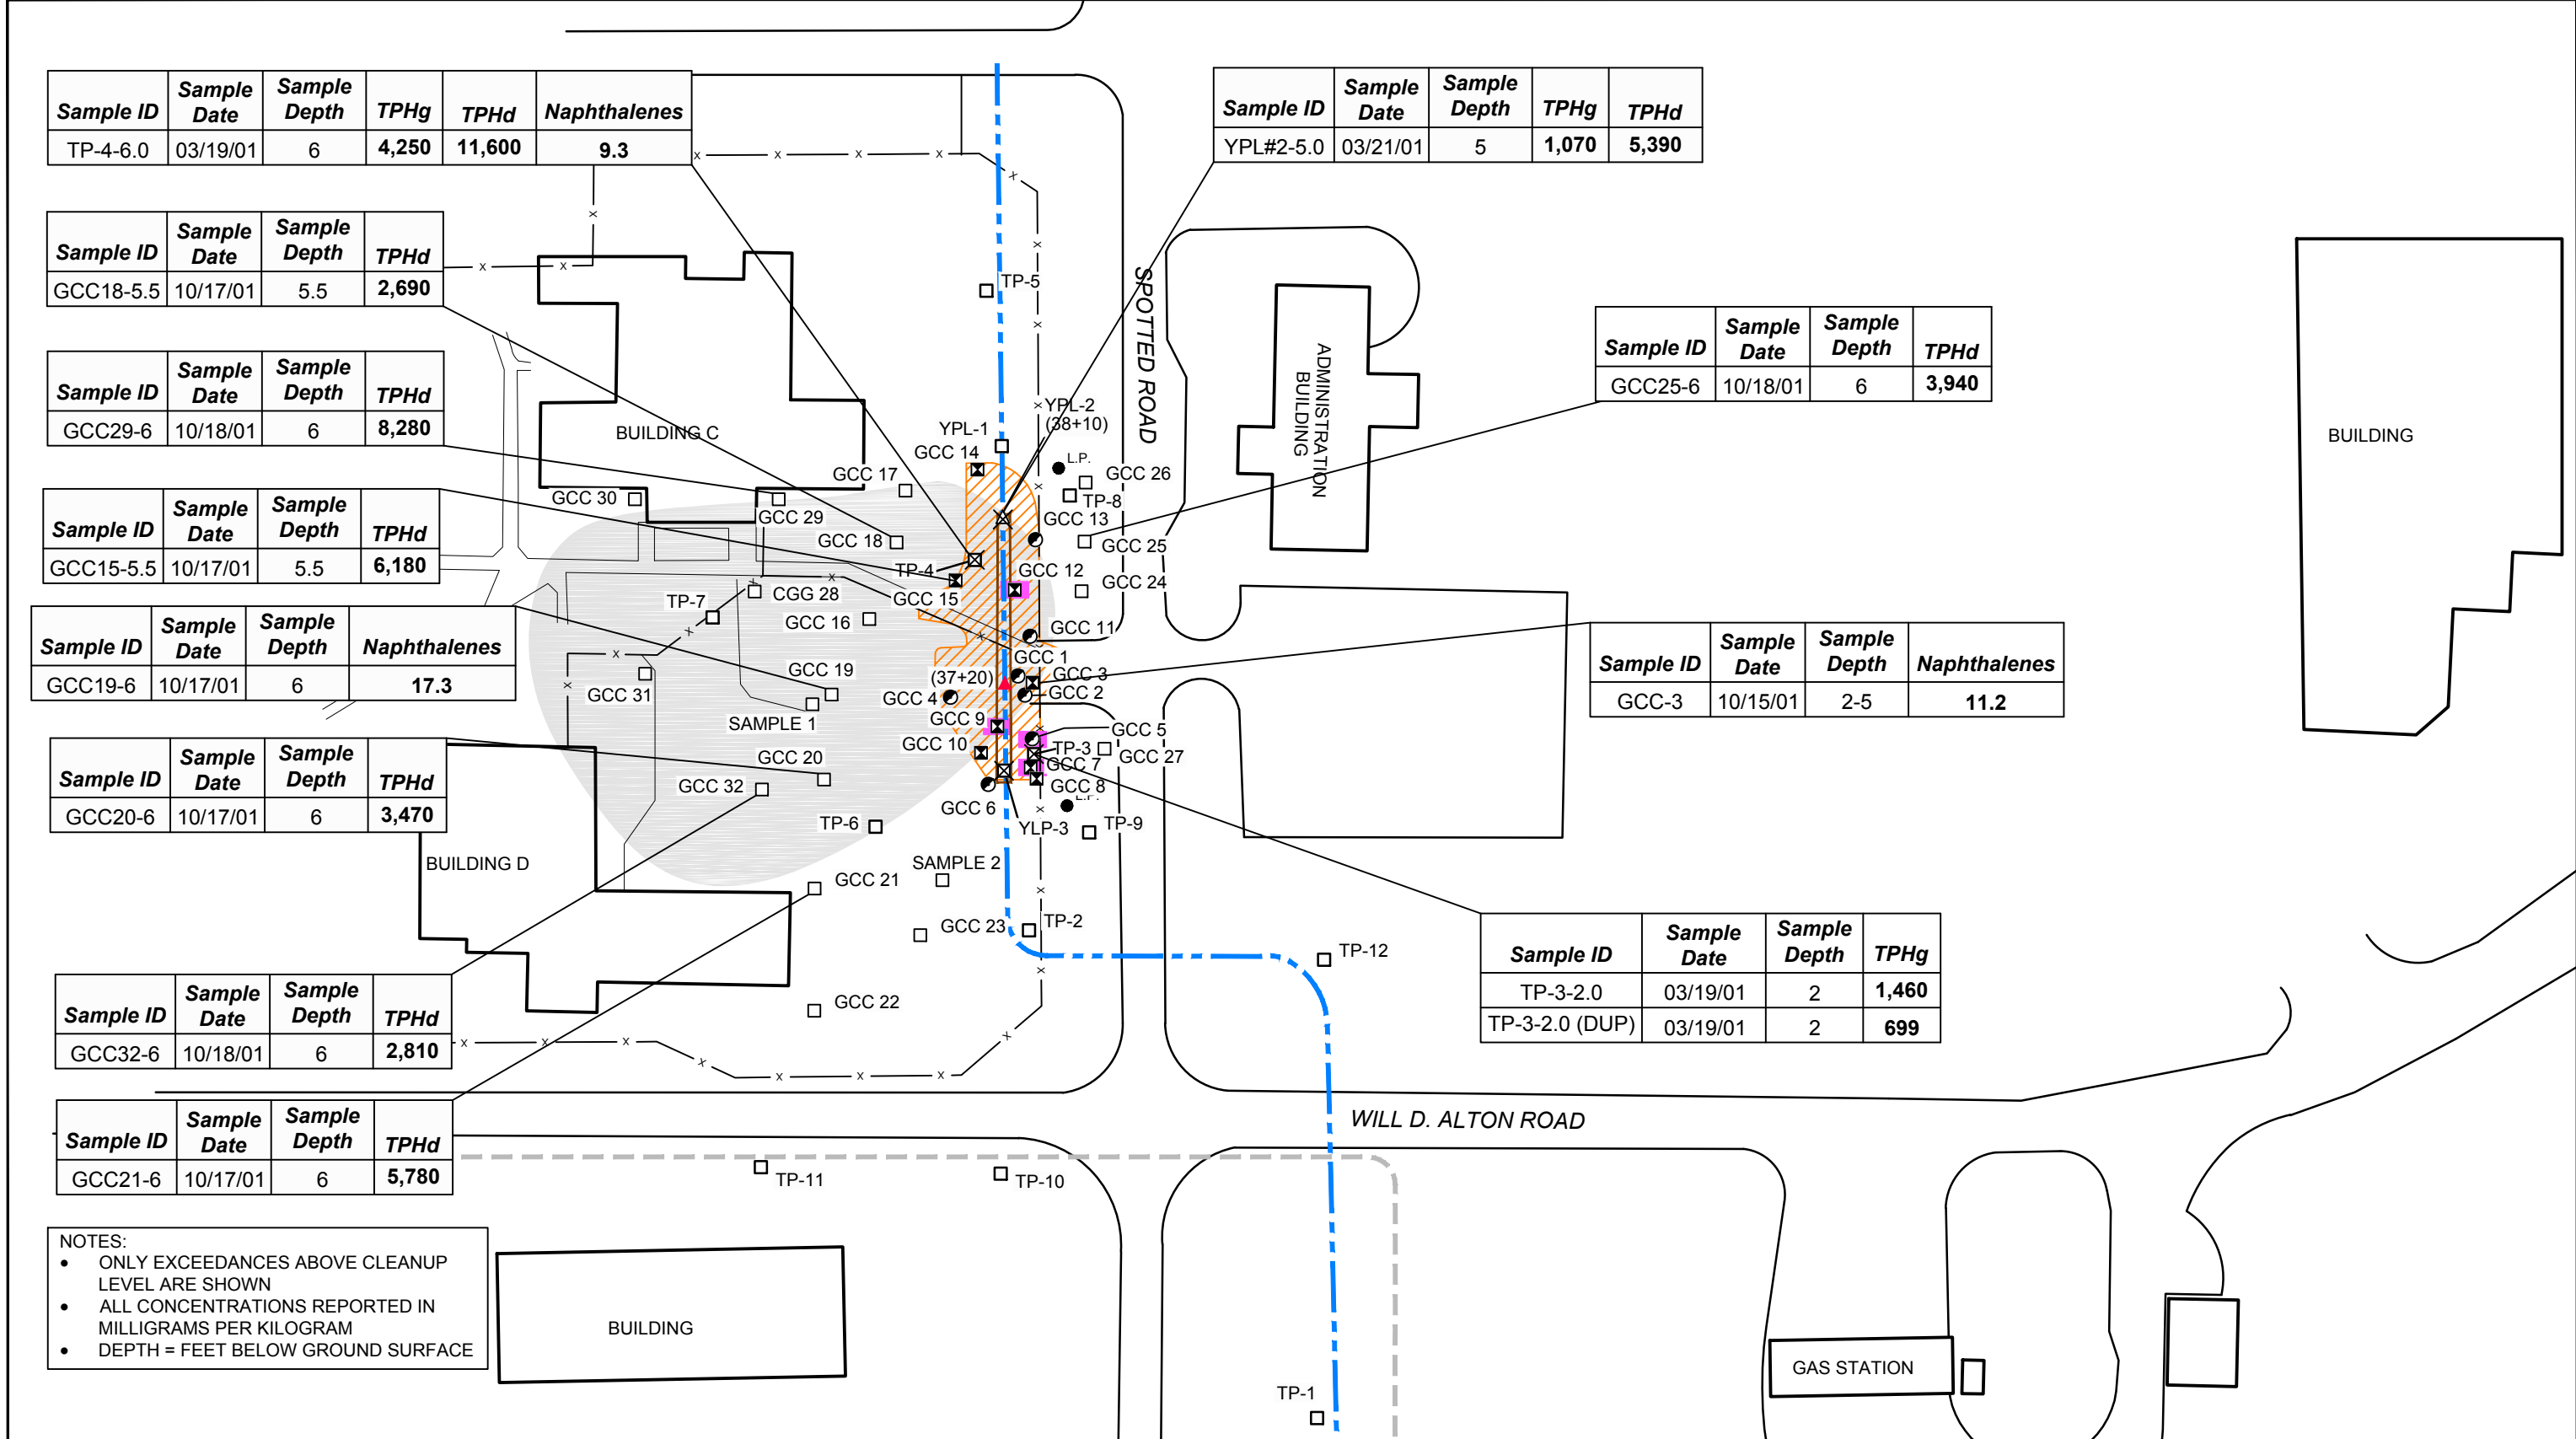 Sample ID Sample Date Sample Depth TPHg TPHd Naphthalenes
TP-4-6.0 03/19/01 6 4,250 11,600 9.3
Sample ID Sample Date Sample Depth TPHg TPHd
YPL#2-5.0 03/21/01 5 1,070 5,390
Sample ID Sample Date Sample Depth TPHd
GCC18-5.5 10/17/01 5.5 2,690
Sample ID Sample Date Sample Depth TPHd
GCC25-6 10/18/01 6 3,940
Sample ID Sample Date Sample Depth TPHd
GCC29-6 10/18/01 6 8,280
Sample ID Sample Date Sample Depth TPHd
GCC15-5.5 10/17/01 5.5 6,180
Sample ID Sample Date Sample Depth Naphthalenes
GCC19-6 10/17/01 6 17.3
Sample ID Sample Date Sample Depth Naphthalenes
GCC-3 10/15/01 2-5 11.2
Sample ID Sample Date Sample Depth TPHd
GCC20-6 10/17/01 6 3,470
Sample ID Sample Date Sample Depth TPHg
TP-3-2.0 03/19/01 2 1,460
TP-3-2.0 (DUP) 03/19/01 2 699
Sample ID Sample Date Sample Depth TPHd
GCC32-6 10/18/01 6 2,810
Sample ID Sample Date Sample Depth TPHd
GCC21-6 10/17/01 6 5,780
TP-5
SPOTTED ROAD
ADMINISTRATION
BUILDING
BUILDING
BUILDING C
YPL-1
YPL-2
(38+10)
GCC 14
L.P.
GCC 17
GCC 26
GCC 30
TP-8
GCC 29
GCC 13
GCC 18
GCC 25
TP-4
GCC 12
GCC 24
CGG 28
GCC 15
TP-7
GCC 16
GCC 11
GCC 1
GCC 19
GCC 3
(37+20)
GCC 31
GCC 4
GCC 2
SAMPLE 1
GCC 9
GCC 5
GCC 10
TP-3
GCC 27
GCC 20
GCC 7
GCC 32
GCC 8
GCC 6
TP-6
YLP-3
TP-9
BUILDING D
SAMPLE 2
GCC 21
GCC 23
TP-2
TP-12
GCC 22
WILL D. ALTON ROAD
TP-11
TP-10
NOTES:
• ONLY EXCEEDANCES ABOVE CLEANUP
LEVEL ARE SHOWN
• ALL CONCENTRATIONS REPORTED IN
MILLIGRAMS PER KILOGRAM
• DEPTH = FEET BELOW GROUND SURFACE
BUILDING
GAS STATION
TP-1